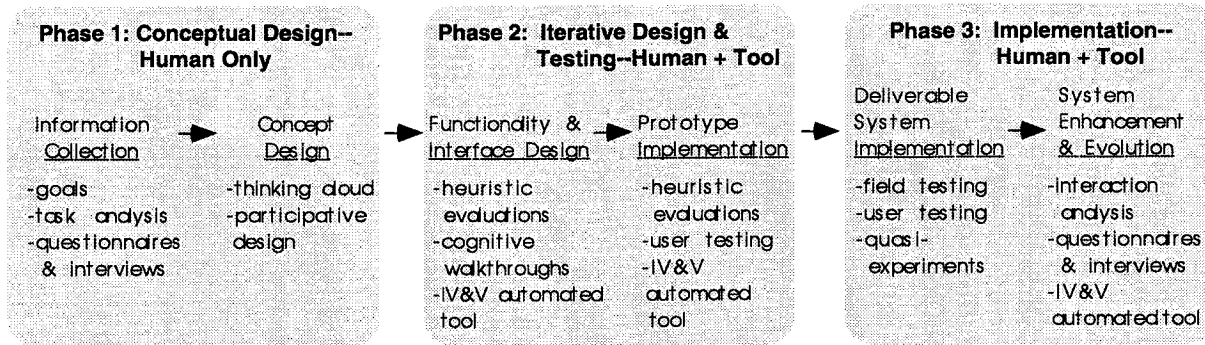 Phase 1: Conceptual Design--
Human Only
Information
Collection
-goals
-task analysis
-questionnaires
& interviews
Concept
Design
-thinking aloud
-participative
design
Phase 2: Iterative Design &
Testing--Human + Tool
Functionality &
Interface Design
-heuristic
evaluations
-cognitive
walkthroughs
-IV&V automated
tool
Prototype
Implementation
-heuristic
evaluations
-user testing
-IV&V
automated
tool
Phase 3: Implementation--
Human + Tool
Deliverable
System
Implementation
-field testing
-user testing
-quasi-
experiments
System
Enhancement
& Evolution
-interaction
analysis
-questionnaires
& interviews
-IV&V
automated tool